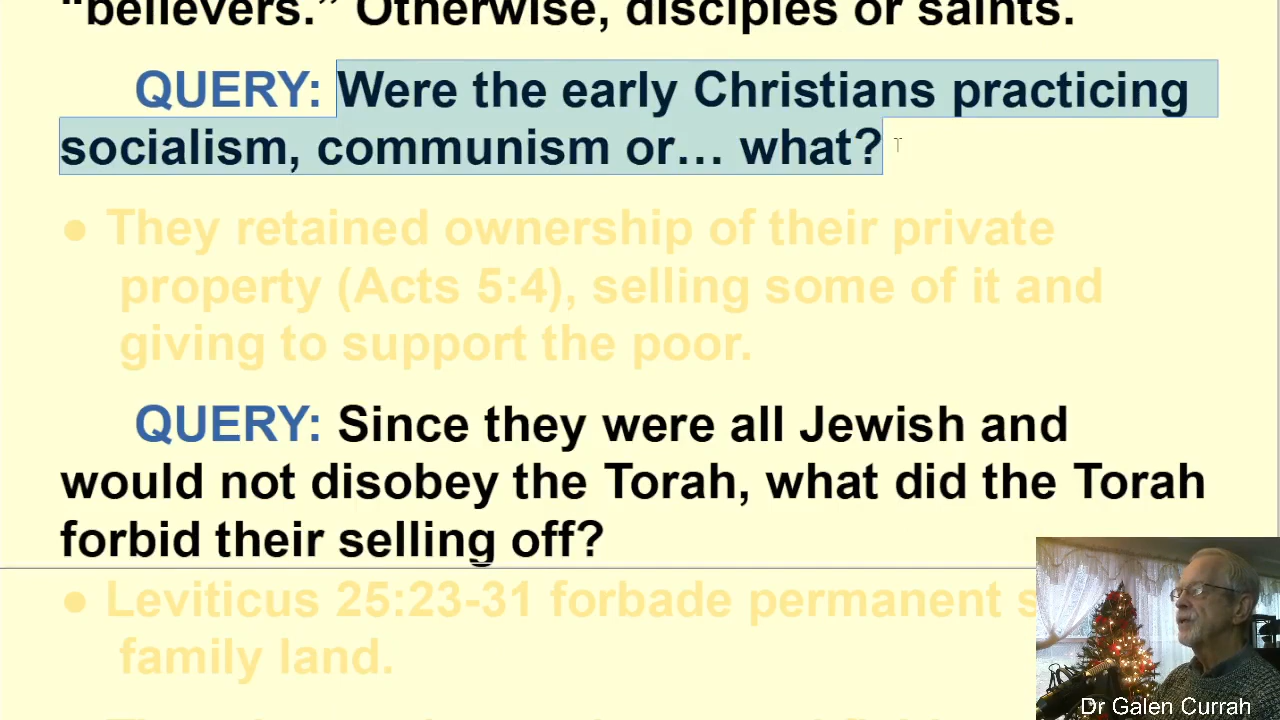 “believers.” Otherwise, disciples or saints.
QUERY: Were the early Christians practicing
socialism, communism or… what?
● They retained ownership of their private
property (Acts 5:4), selling some of it and
giving to support the poor.
QUERY: Since they were all Jewish and
would not disobey the Torah, what did the Torah
forbid their selling off?
● Leviticus 25:23-31 forbade permanent
family land.
Dr Galen Currah